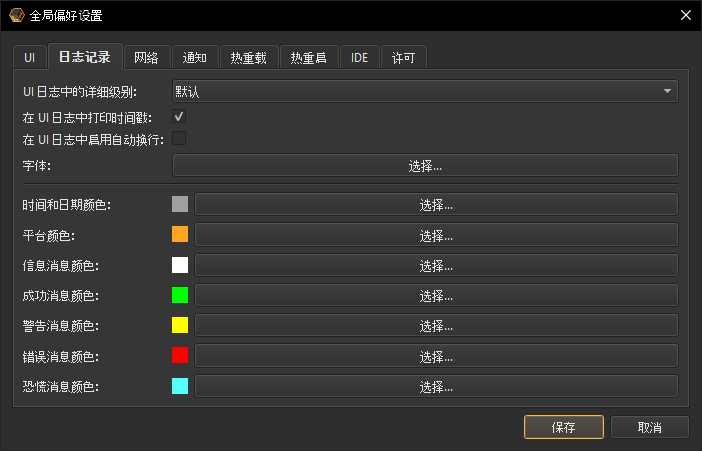 全局偏好设置
UI 日志记录 网络 通知 热重载 热重启 IDE 许可
UI 日志中的详细级别: 默认
在 UI 日志中打印时间戳:
在 UI 日志中启用自动换行:
字体: 选择...
时间和日期颜色: 选择...
平台颜色: 选择...
信息消息颜色: 选择...
成功消息颜色: 选择...
警告消息颜色: 选择...
错误消息颜色: 选择...
恐慌消息颜色: 选择...
保存 取消